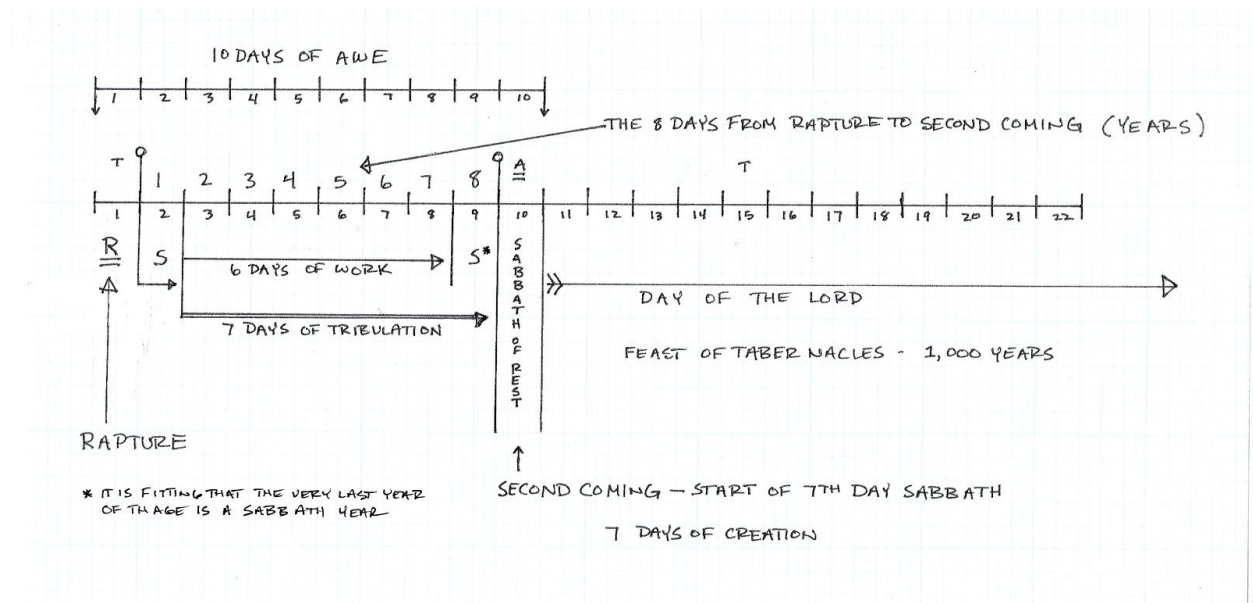 10 DAYS OF AWE
1 2 3 4 5 6 7 8 9 10
THE 8 DAYS FROM RAPTURE TO SECOND COMING (YEARS)
T A T
1 2 3 4 5 6 7 8
1 2 3 4 5 6 7 8 9 10 11 12 13 14 15 16 17 18 19 20 21 22
R S S*
6 DAYS OF WORK
7 DAYS OF TRIBULATION
SABBATH OF REST
DAY OF THE LORD
FEAST OF TABERNACLES - 1,000 YEARS
RAPTURE
* IT IS FITTING THAT THE VERY LAST YEAR
OF TH AGE IS A SABBATH YEAR
SECOND COMING – START OF 7TH DAY SABBATH
7 DAYS OF CREATION